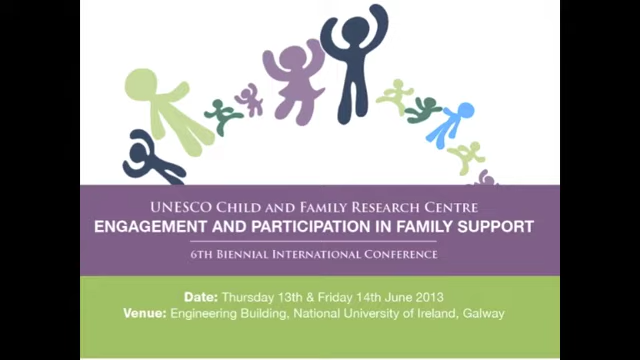 UNESCO Child and Family Research Centre
ENGAGEMENT AND PARTICIPATION IN FAMILY SUPPORT
6th Biennial International Conference
Date: Thursday 13th & Friday 14th June 2013
Venue: Engineering Building, National University of Ireland, Galway